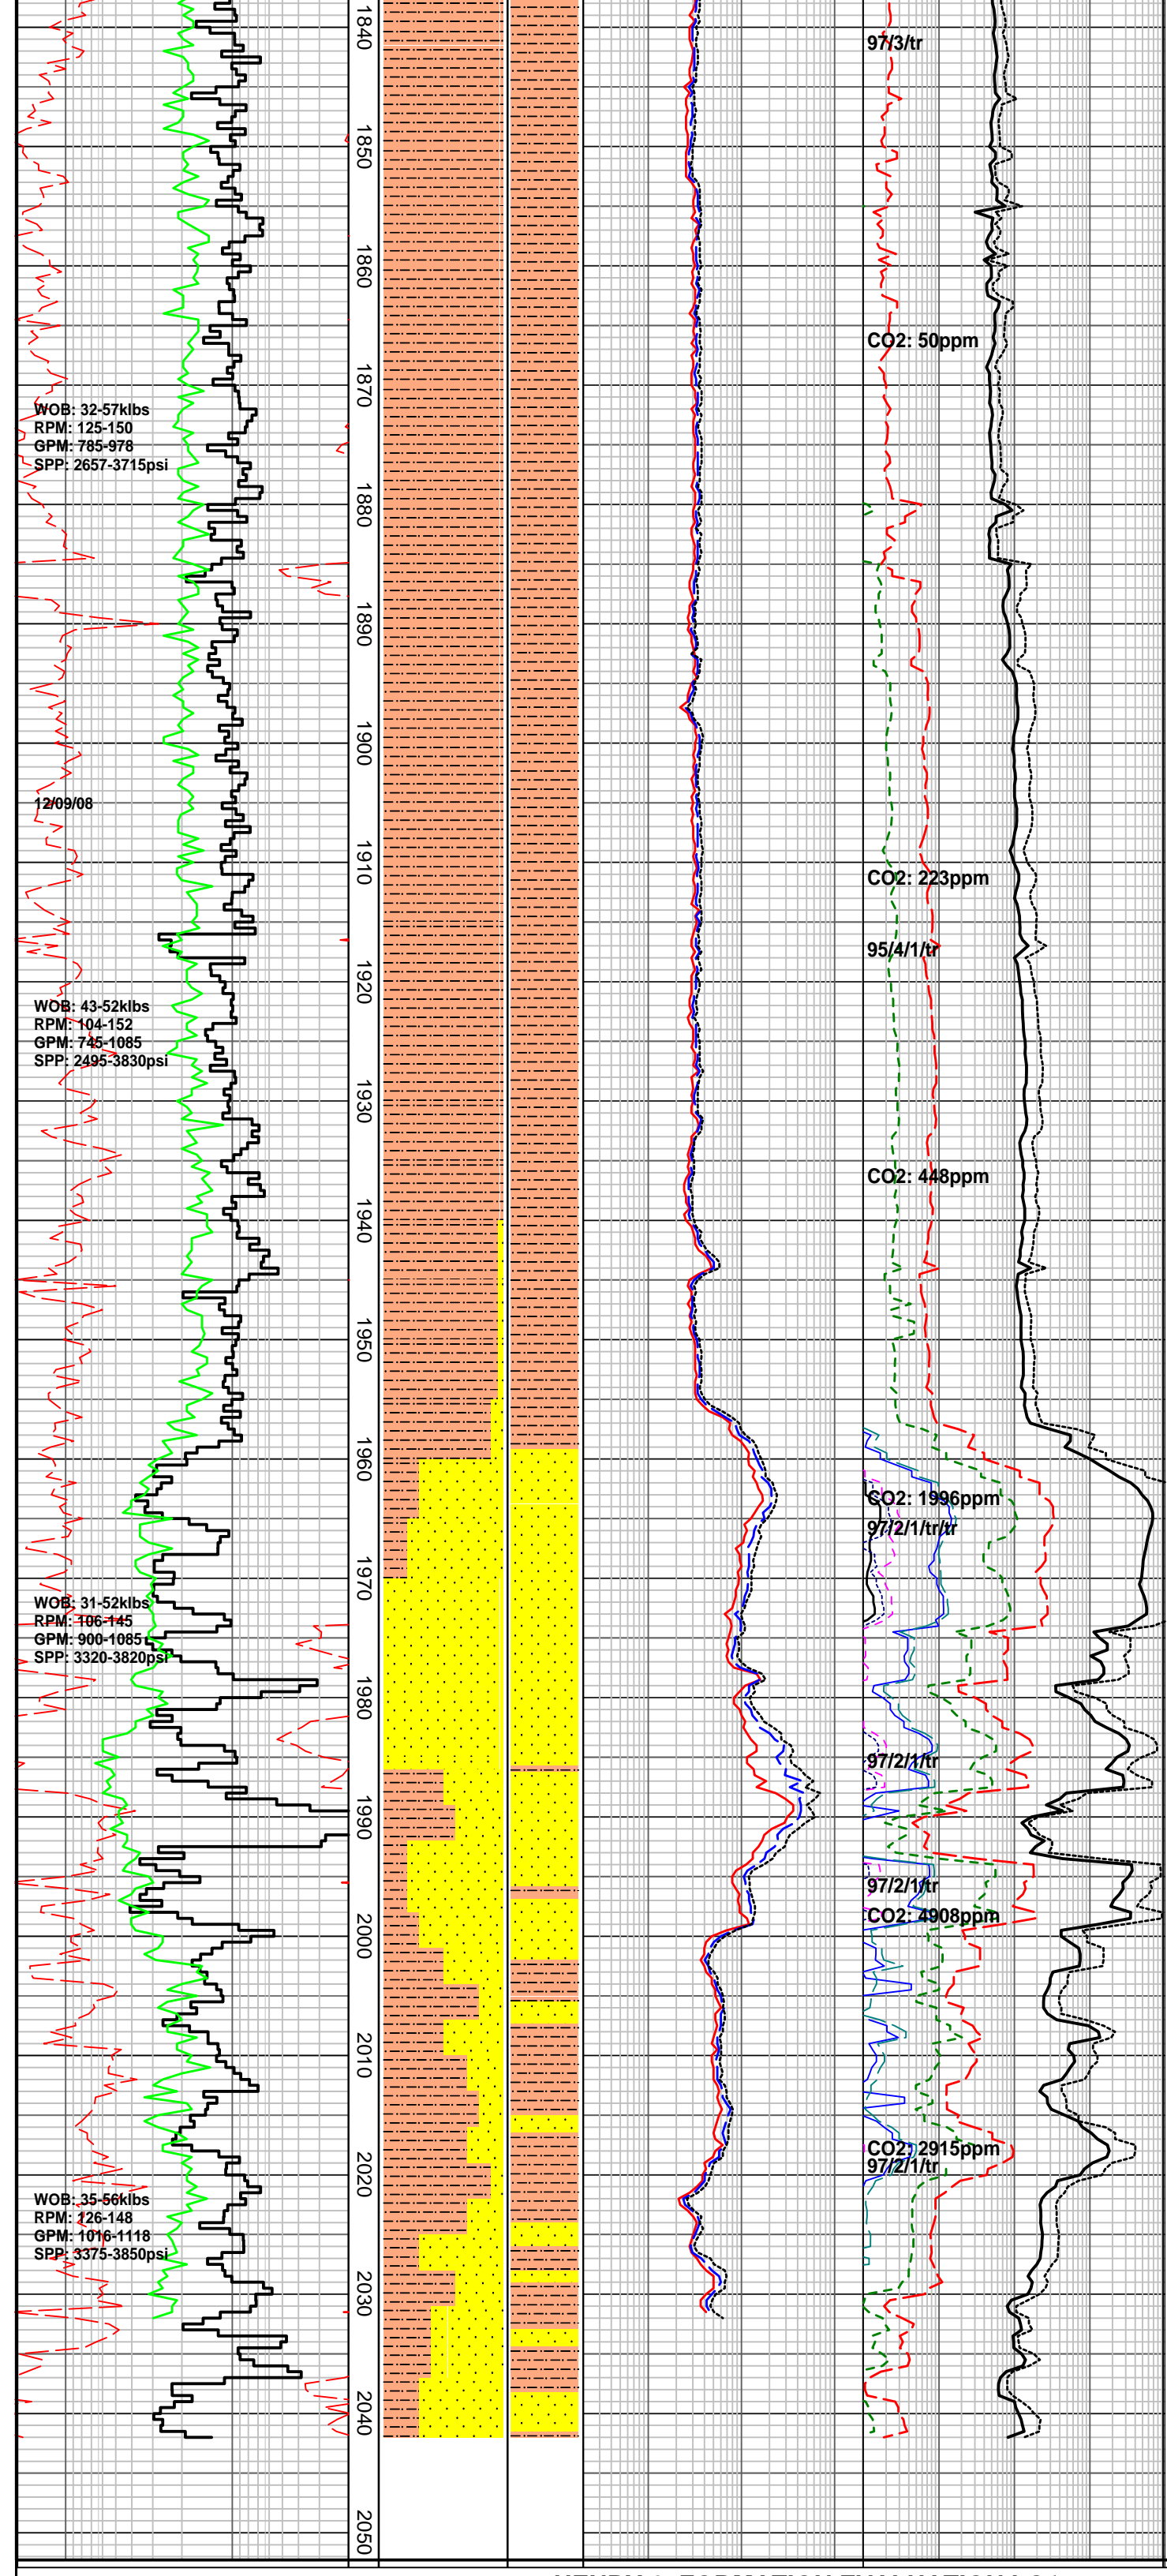 1840
97/3/tr
1850
1860
CO2: 50ppm
1870
WOB: 32-57klbs
RPM: 125-150
GPM: 785-978
SPP: 2657-3715psi
1880
1890
1900
12/09/08
1910
CO2: 223ppm
95/4/1/tr
1920
WOB: 43-52klbs
RPM: 104-152
GPM: 745-1085
SPP: 2495-3830psi
1930
CO2: 448ppm
1940
1950
1960
CO2: 1996ppm
97/2/1/tr/tr
1970
WOB: 31-52klbs
RPM: 106-145
GPM: 900-1085
SPP: 3320-3820psi
1980
97/2/1/tr
1990
97/2/1/tr
CO2: 4908ppm
2000
2010
CO2: 2915ppm
97/2/1/tr
2020
WOB: 35-56klbs
RPM: 126-148
GPM: 1016-1118
SPP: 3375-3850psi
2030
2040
2050